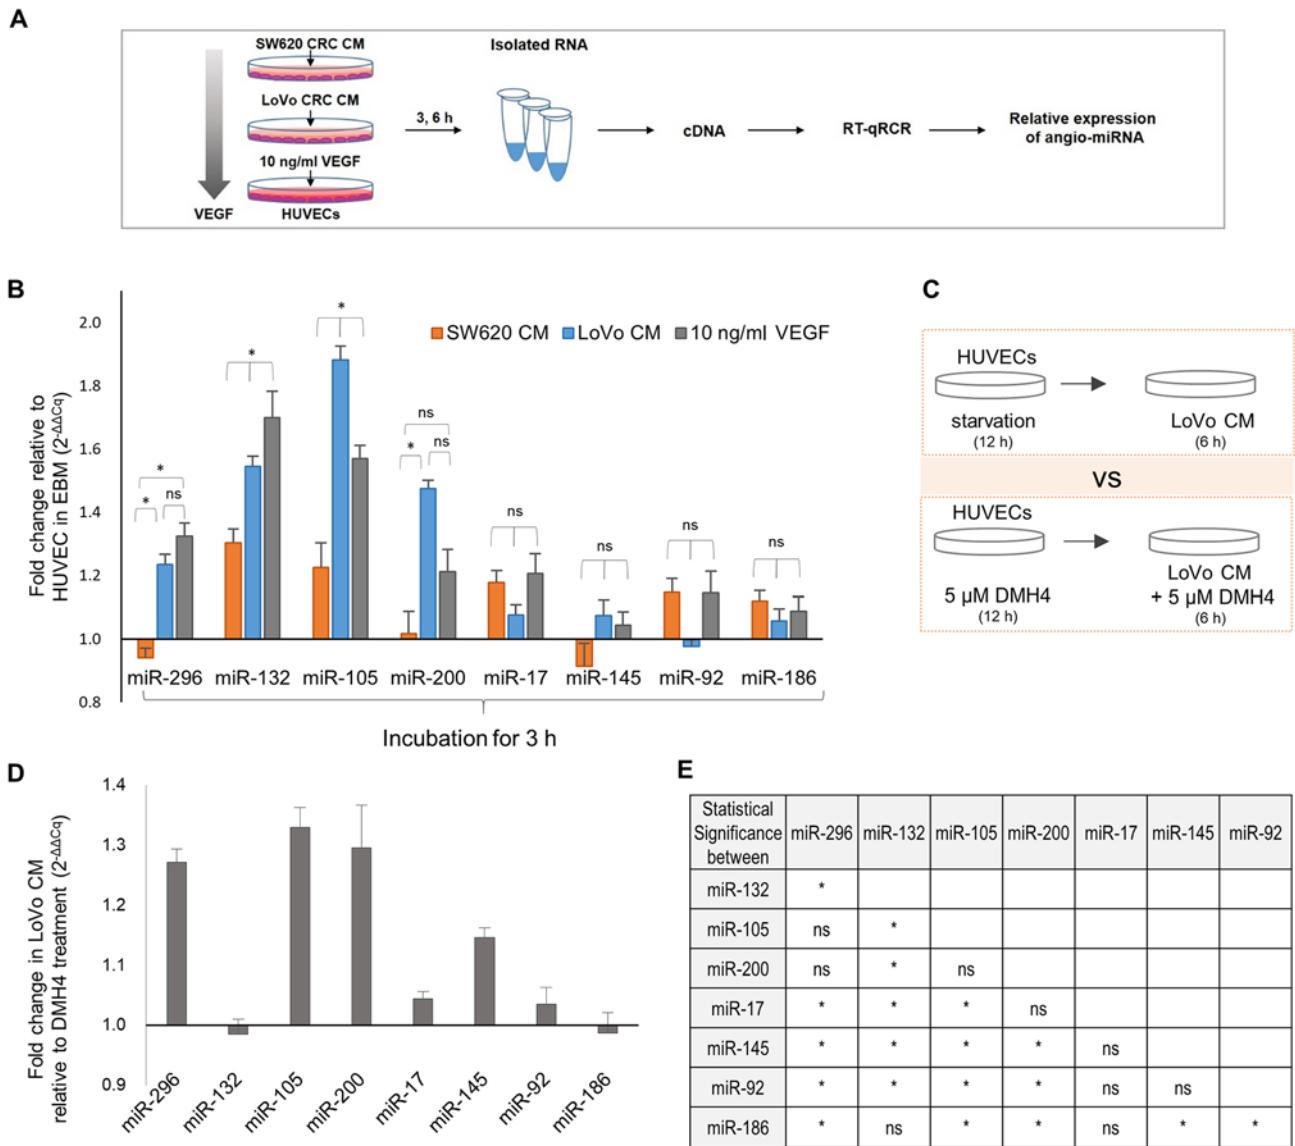 A
SW620 CRC CM
LoVo CRC CM
10 ng/ml VEGF
VEGF
HUVECs
3, 6 h
Isolated RNA
cDNA
RT-qRCR
Relative expression
of angio-miRNA
B
Fold change relative to
HUVEC in EBM (2-ΔΔCq)
2.0
1.8
1.6
1.4
1.2
1.0
0.8
SW620 CM
LoVo CM
10 ng/ml VEGF
*
*
ns
*
*
ns
*
ns
ns
ns
ns
ns
miR-296 miR-132 miR-105 miR-200 miR-17 miR-145 miR-92 miR-186
Incubation for 3 h
C
HUVECs
starvation
(12 h)
LoVo CM
(6 h)
VS
HUVECs
5 µM DMH4
(12 h)
LoVo CM
+ 5 µM DMH4
(6 h)
D
Fold change in LoVo CM
relative to DMH4 treatment (2-ΔΔCq)
1.4
1.3
1.2
1.1
1.0
0.9
miR-296 miR-132 miR-105 miR-200 miR-17 miR-145 miR-92 miR-186
E
Statistical
Significance
between
miR-296 miR-132 miR-105 miR-200 miR-17 miR-145 miR-92
miR-132 *
miR-105 ns *
miR-200 ns * ns
miR-17 * * * ns
miR-145 * * * * ns
miR-92 * * * * ns ns
miR-186 * ns * * ns * *